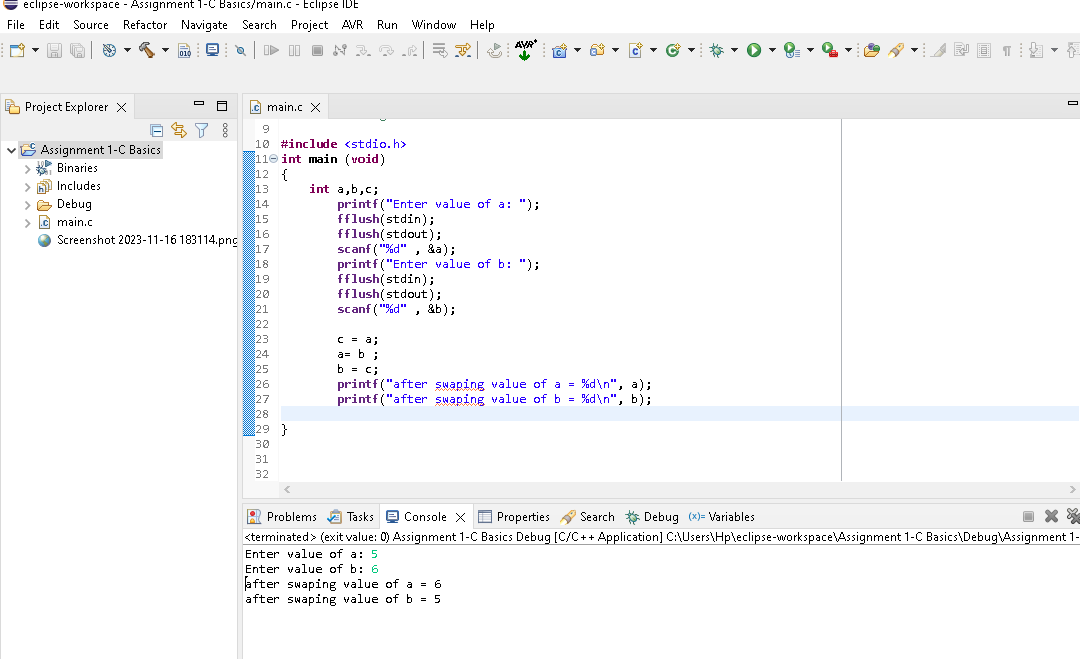 eclipse-workspace - Assignment 1-C Basics/main.c - Eclipse IDE
File Edit Source Refactor Navigate Search Project AVR Run Window Help
010
AVR
Project Explorer
main.c
Assignment 1-C Basics
Binaries
Includes
Debug
main.c
Screenshot 2023-11-16 183114.png
9
10 #include <stdio.h>
11 int main (void)
12 {
13 int a,b,c;
14 printf("Enter value of a: ");
15 fflush(stdin);
16 fflush(stdout);
17 scanf("%d" , &a);
18 printf("Enter value of b: ");
19 fflush(stdin);
20 fflush(stdout);
21 scanf("%d" , &b);
22
23 c = a;
24 a= b ;
25 b = c;
26 printf("after swaping value of a = %d\n", a);
27 printf("after swaping value of b = %d\n", b);
28
29 }
30
31
32
Problems Tasks Console Properties Search Debug (x)= Variables
<terminated> (exit value: 0) Assignment 1-C Basics Debug [C/C++ Application] C:\Users\Hp\eclipse-workspace\Assignment 1-C Basics\Debug\Assignment 1-
Enter value of a: 5
Enter value of b: 6
after swaping value of a = 6
after swaping value of b = 5